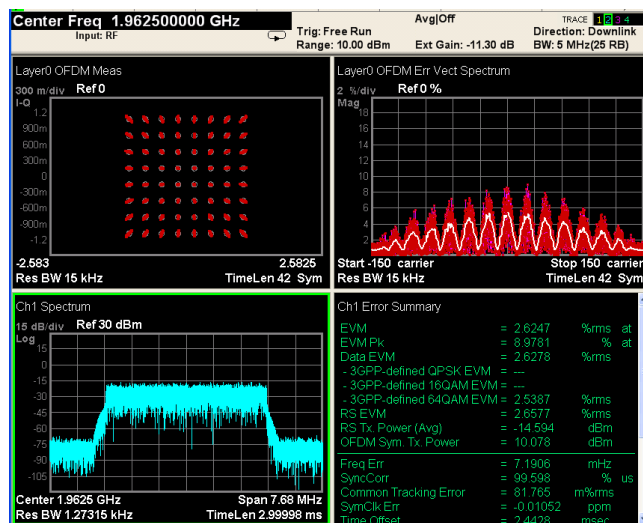 Center Freq 1.962500000 GHz
Input: RF
Trig: Free Run
Range: 10.00 dBm
Avg|Off
Ext Gain: -11.30 dB
TRACE 1 2 3 4
Direction: Downlink
BW: 5 MHz(25 RB)
Layer0 OFDM Meas
300 m/div Ref 0
I-Q
1.2
900m
600m
300m
0
-300m
-600m
-900m
-1.2
-2.583 2.5825
Res BW 15 kHz TimeLen 42 Sym
Layer0 OFDM Err Vect Spectrum
2 %/div Ref 0 %
Mag
18
16
14
12
10
8
6
4
2
Start -150 carrier Stop 150 carrier
Res BW 15 kHz TimeLen 42 Sym
Ch1 Spectrum
15 dB/div Ref 30 dBm
Log
15
0
-15
-30
-45
-60
-75
-90
-105
Center 1.9625 GHz Span 7.68 MHz
Res BW 1.27315 kHz TimeLen 2.99998 ms
Ch1 Error Summary
EVM = 2.6247 %rms at
EVM Pk = 8.9781 % at
Data EVM = 2.6278 %rms
- 3GPP-defined QPSK EVM = ---
- 3GPP-defined 16QAM EVM = ---
- 3GPP-defined 64QAM EVM = 2.5387 %rms
RS EVM = 2.6577 %rms
RS Tx. Power (Avg) = -14.594 dBm
OFDM Sym. Tx. Power = 10.078 dBm
Freq Err = 7.1906 mHz
SyncCorr = 99.598 % us
Common Tracking Error = 81.765 m%rms
SymClk Err = -0.01052 ppm
Time Offset = 2.4428 msec